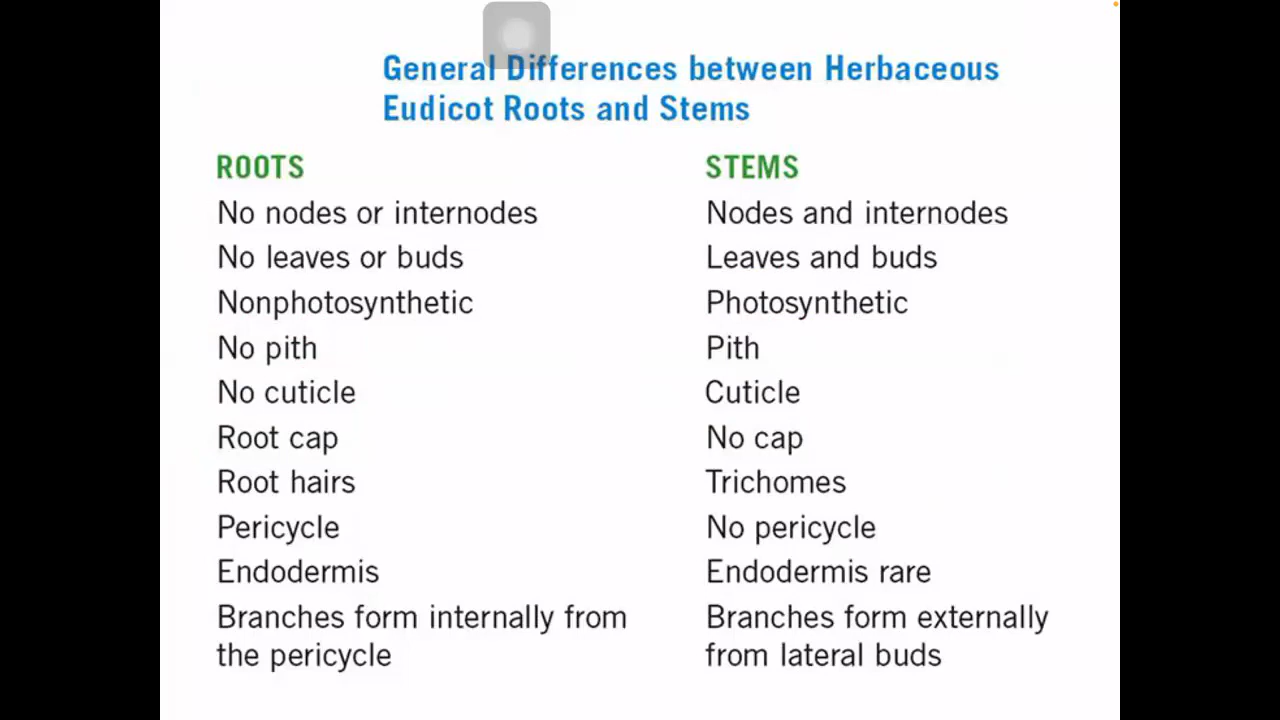 General Differences between Herbaceous
Eudicot Roots and Stems
ROOTS
STEMS
No nodes or internodes
Nodes and internodes
No leaves or buds
Leaves and buds
Nonphotosynthetic
Photosynthetic
No pith
Pith
No cuticle
Cuticle
Root cap
No cap
Root hairs
Trichomes
Pericycle
No pericycle
Endodermis
Endodermis rare
Branches form internally from
the pericycle
Branches form externally
from lateral buds